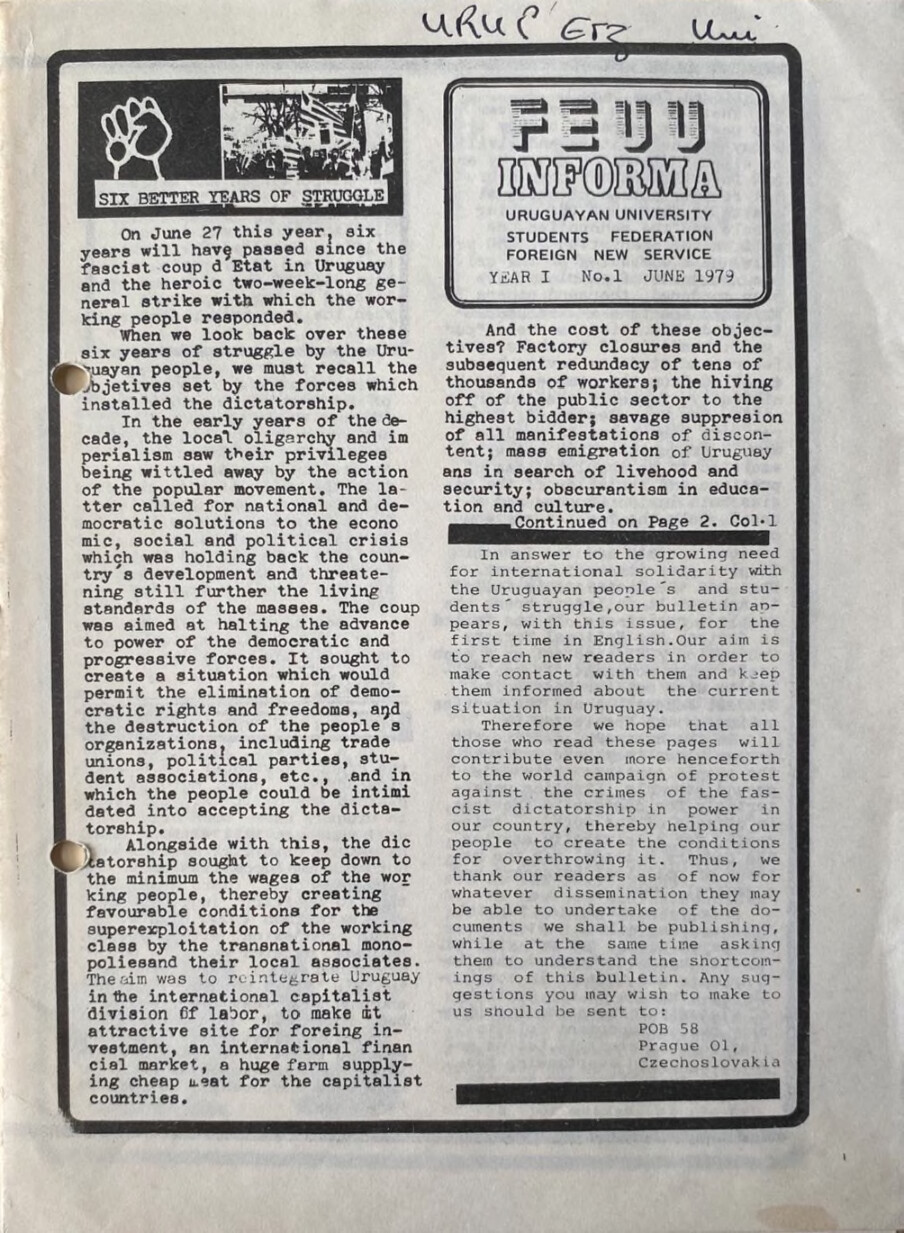 Uni
SIX BETTER YEARS OF STRUGGLE
On June 27 this year, six
years will have passed since the
fascist coup d´Etat in Uruguay
and the heroic two-week-long ge-
neral strike with which the wor-
king people responded.
When we look back over these
six years of struggle by the Uru-
guayan people, we must recall the
objetives set by the forces which
installed the dictatorship.
In the early years of the de-
cade, the local oligarchy and im
perialism saw their privileges
being wittled away by the action
of the popular movement. The la-
tter called for national and de-
mocratic solutions to the econo
mic, social and political crisis
which was holding back the coun-
try´s development and threate-
ning still further the living
standards of the masses. The coup
was aimed at halting the advance
to power of the democratic and
progressive forces. It sought to
create a situation which would
permit the elimination of demo-
cratic rights and freedoms, and
the destruction of the people´s
organizations, including trade
unions, political parties, stu-
dent associations, etc., and in
which the people could be intimi
dated into accepting the dicta-
torship.
Alongside with this, the dic
tatorship sought to keep down to
the minimum the wages of the wor
king people, thereby creating
favourable conditions for the
superexploitation of the working
class by the transnational mono-
poliesand their local associates.
The aim was to reintegrate Uruguay
in the international capitalist
division of labor, to make it
attractive site for foreing in-
vestment, an international finan
cial market, a huge farm supply-
ing cheap meat for the capitalist
countries.
FEUU
INFORMA
URUGUAYAN UNIVERSITY
STUDENTS FEDERATION
FOREIGN NEW SERVICE
YEAR I No.1 JUNE 1979
And the cost of these objec-
tives? Factory closures and the
subsequent redundacy of tens of
thousands of workers; the hiving
off of the public sector to the
highest bidder; savage suppresion
of all manifestations of discon-
tent; mass emigration of Uruguay
ans in search of livehood and
security; obscurantism in educa-
tion and culture.
Continued on Page 2. Col.1
In answer to the growing need
for international solidarity with
the Uruguayan people´s and stu-
dents´ struggle,our bulletin ap-
pears, with this issue, for the
first time in English.Our aim is
to reach new readers in order to
make contact with them and keep
them informed about the current
situation in Uruguay.
Therefore we hope that all
those who read these pages will
contribute even more henceforth
to the world campaign of protest
against the crimes of the fas-
cist dictatorship in power in
our country, thereby helping our
people to create the conditions
for overthrowing it. Thus, we
thank our readers as of now for
whatever dissemination they may
be able to undertake of the do-
cuments we shall be publishing,
while at the same time asking
them to understand the shortcom-
ings of this bulletin. Any sug-
gestions you may wish to make to
us should be sent to:
POB 58
Prague 01,
Czechoslovakia